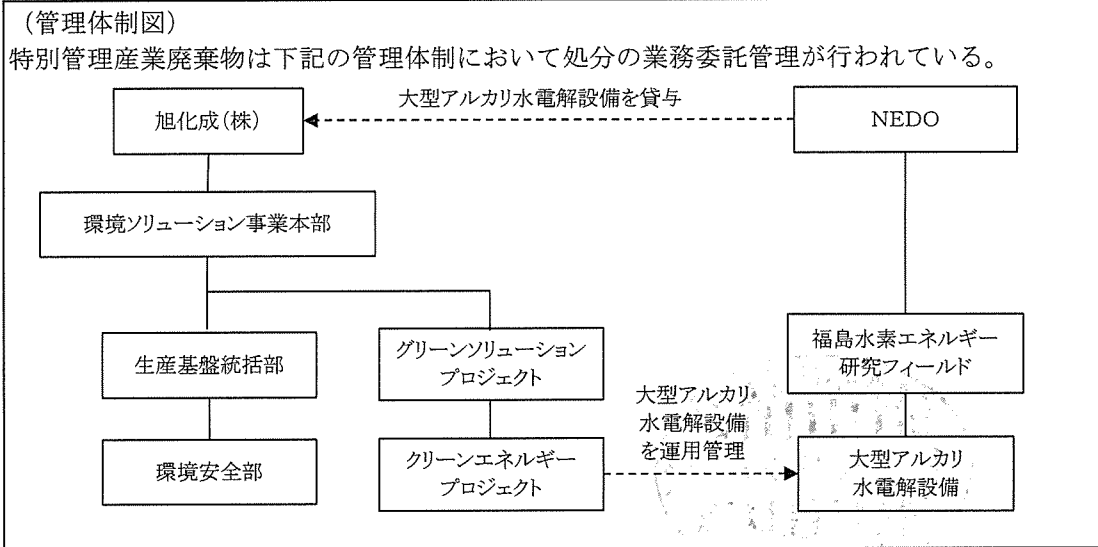 （管理体制図）
特別管理産業廃棄物は下記の管理体制において処分の業務委託管理が行われている。
大型アルカリ水電解設備を貸与
旭化成（株）
NEDO
環境ソリューション事業本部
生産基盤統括部
グリーンソリューション
プロジェクト
福島水素エネルギー
研究フィールド
大型アルカリ
水電解設備
を運用管理
環境安全部
クリーンエネルギー
プロジェクト
大型アルカリ
水電解設備